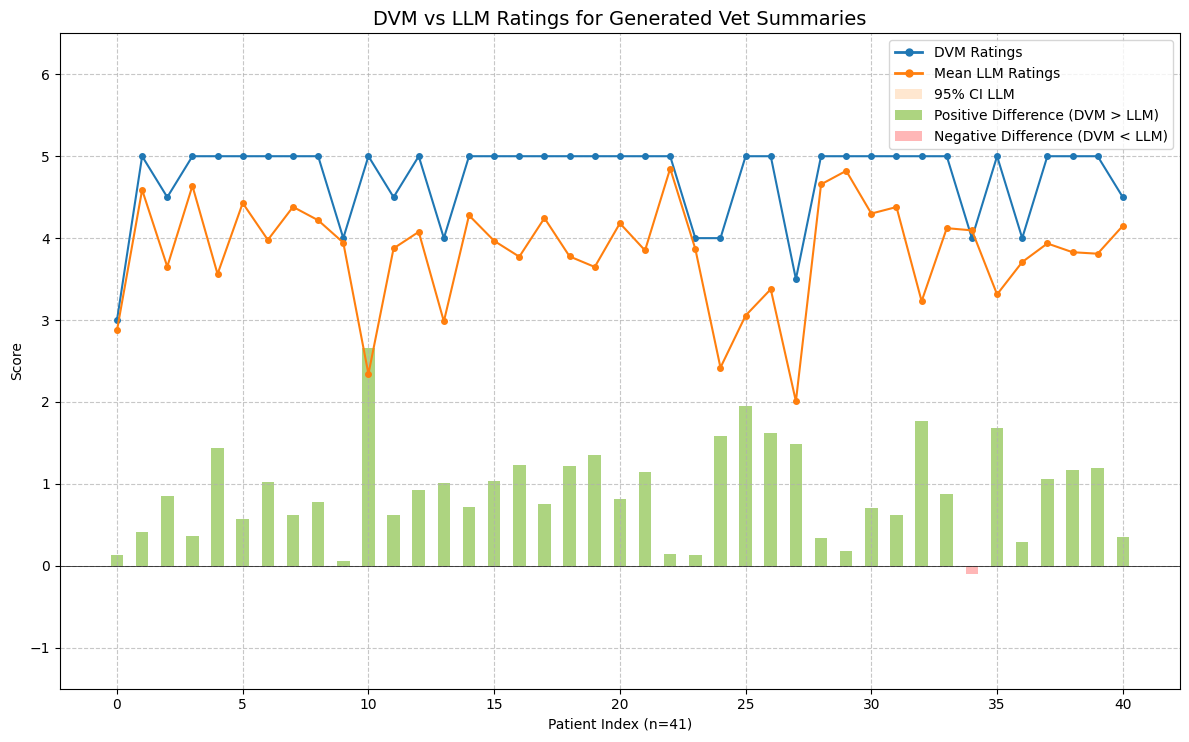 DVM vs LLM Ratings for Generated Vet Summaries
DVM Ratings
Mean LLM Ratings
95% CI LLM
Positive Difference (DVM > LLM)
Negative Difference (DVM < LLM)
6
5
4
3
2
1
0
−1
Score
0 5 10 15 20 25 30 35 40
Patient Index (n=41)